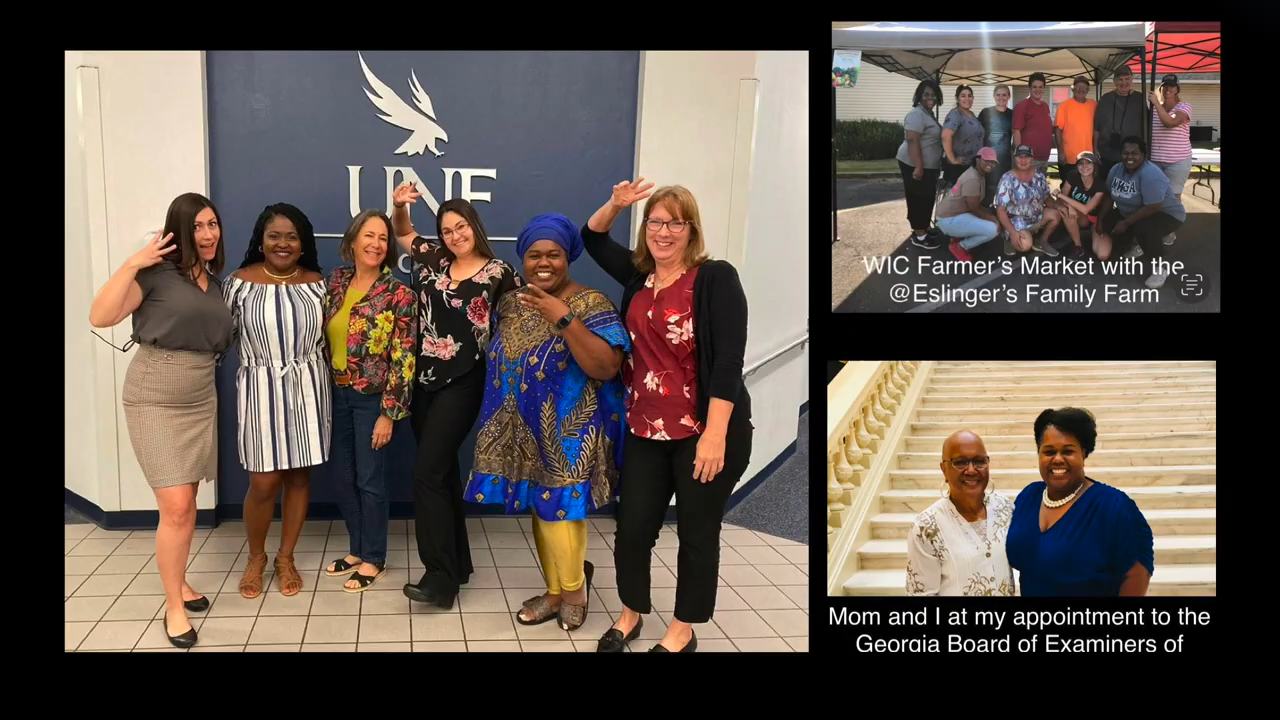 UNF
WIC Farmer's Market with the
@Eslinger's Family Farm
Mom and I at my appointment to the
Georgia Board of Examiners of